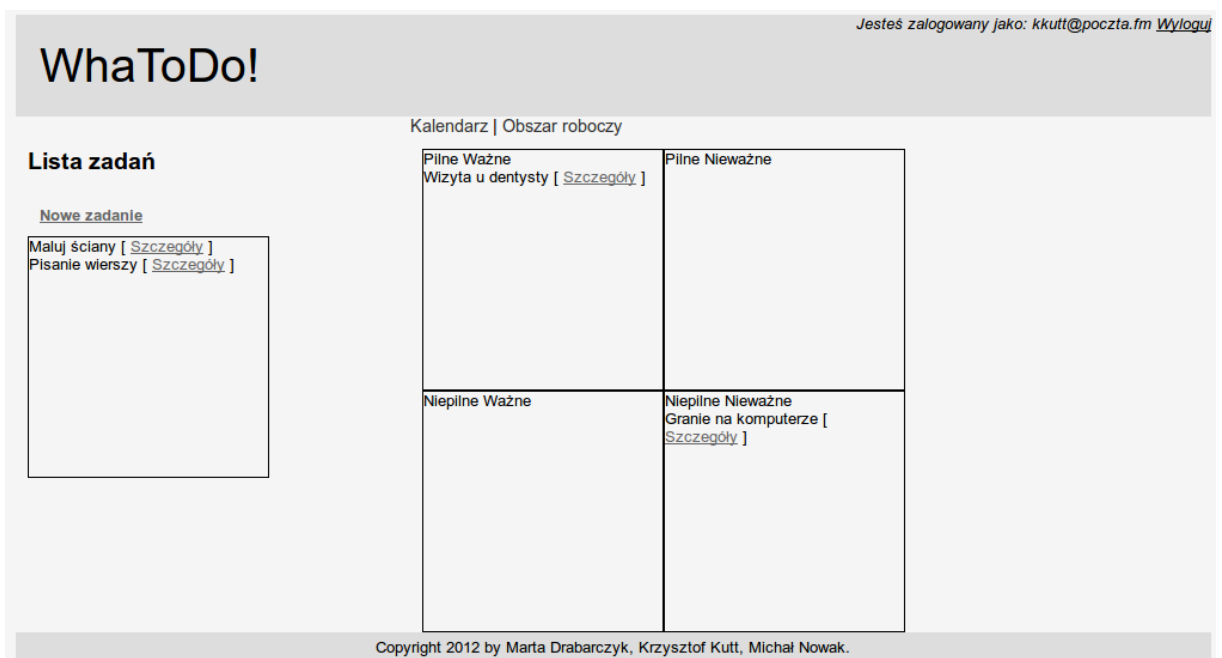 Jesteś zalogowany jako: kkutt@poczta.fm Wyloguj
WhaToDo!
Kalendarz | Obszar roboczy
Lista zadań
Nowe zadanie
Maluj ściany [ Szczegóły ]
Pisanie wierszy [ Szczegóły ]
Pilne Ważne
Wizyta u dentysty [ Szczegóły ]
Pilne Nieważne
Niepilne Ważne
Niepilne Nieważne
Granie na komputerze [
Szczegóły ]
Copyright 2012 by Marta Drabarczyk, Krzysztof Kutt, Michał Nowak.